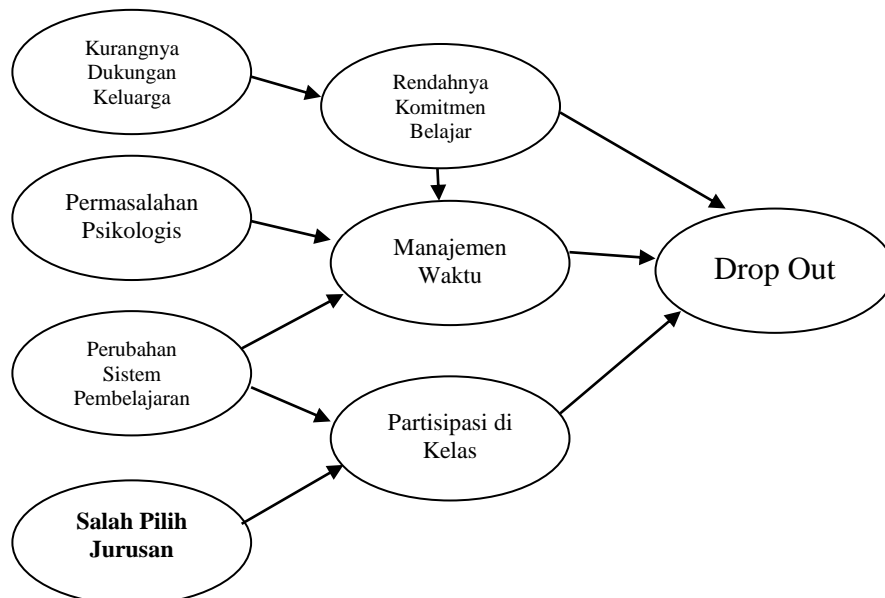 Kurangnya
Dukungan
Keluarga
Rendahnya
Komitmen
Belajar
Permasalahan
Psikologis
Manajemen
Waktu
Drop Out
Perubahan
Sistem
Pembelajaran
Partisipasi di
Kelas
Salah Pilih
Jurusan